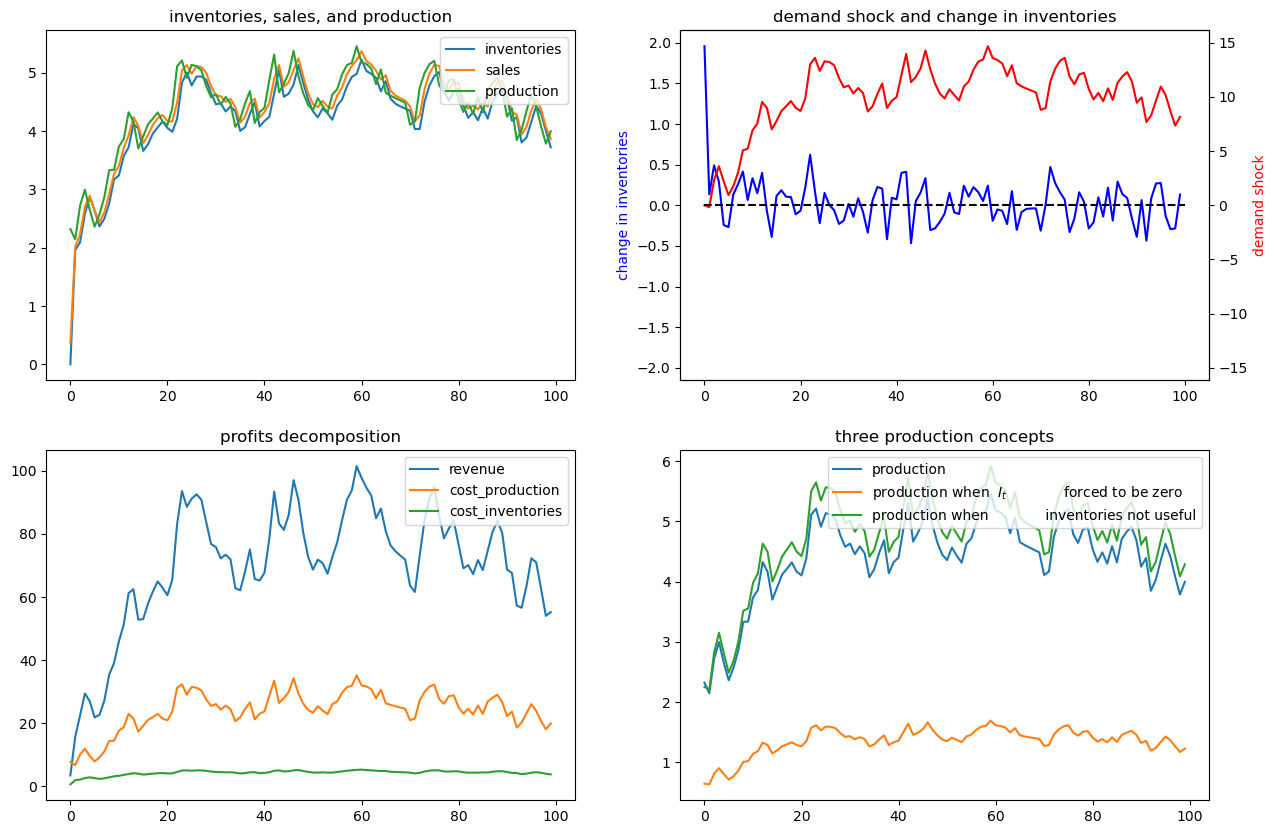 inventories, sales, and production
inventories
sales
production
5
4
3
2
1
0
0 20 40 60 80 100
demand shock and change in inventories
change in inventories
2.0
1.5
1.0
0.5
0.0
−0.5
−1.0
−1.5
−2.0
15
10
5
0
−5
−10
−15
demand shock
0 20 40 60 80 100
profits decomposition
revenue
cost_production
cost_inventories
100
80
60
40
20
0
0 20 40 60 80 100
three production concepts
production
production when I_t forced to be zero
production when inventories not useful
6
5
4
3
2
1
0 20 40 60 80 100